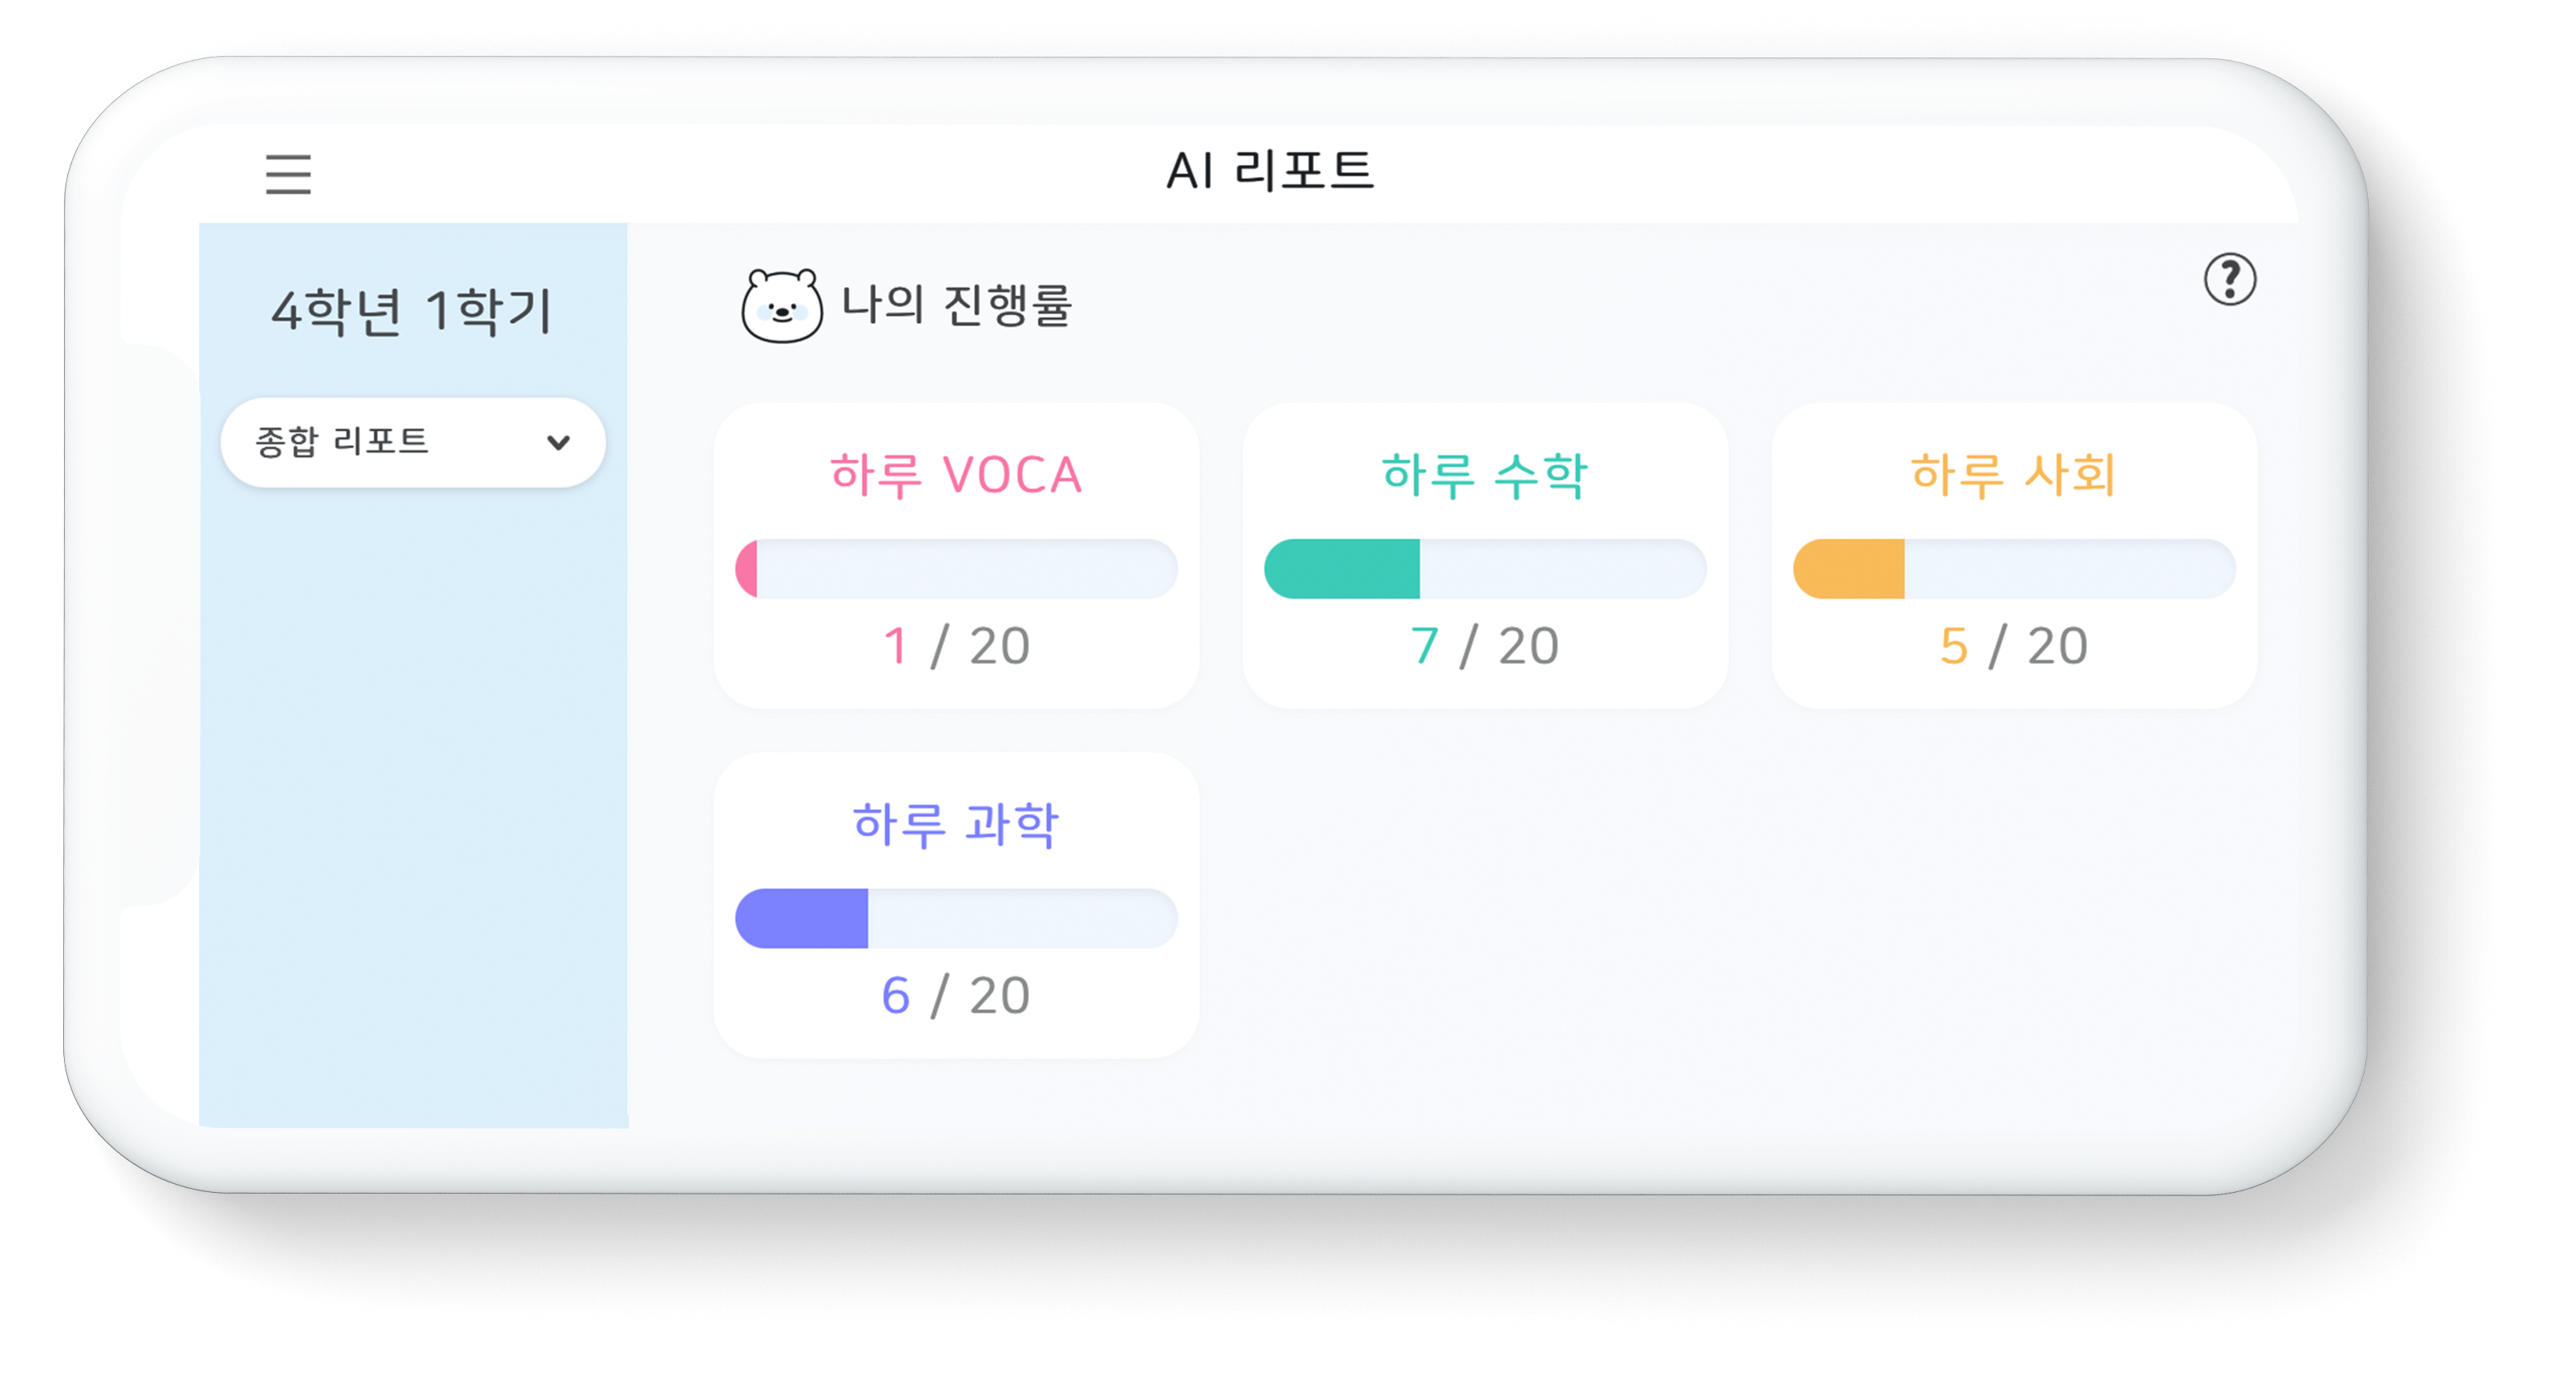 AI 리포트
4학년 1학기
종합 리포트
나의 진행률
?
하루 VOCA
1 / 20
하루 수학
7 / 20
하루 사회
5 / 20
하루 과학
6 / 20